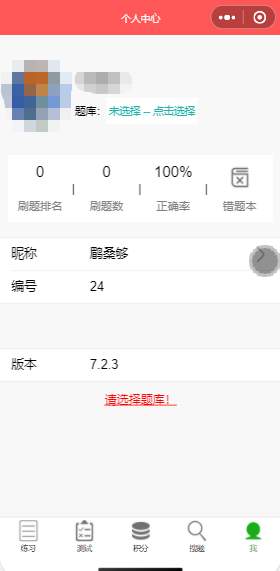 个人中心
题库： 未选择 -- 点击选择
0 | 0 | 100% |
刷题排名 刷题数 正确率 错题本
昵称 鹛桑够
编号 24
版本 7.2.3
请选择题库！
练习 测试 积分 搜题 我